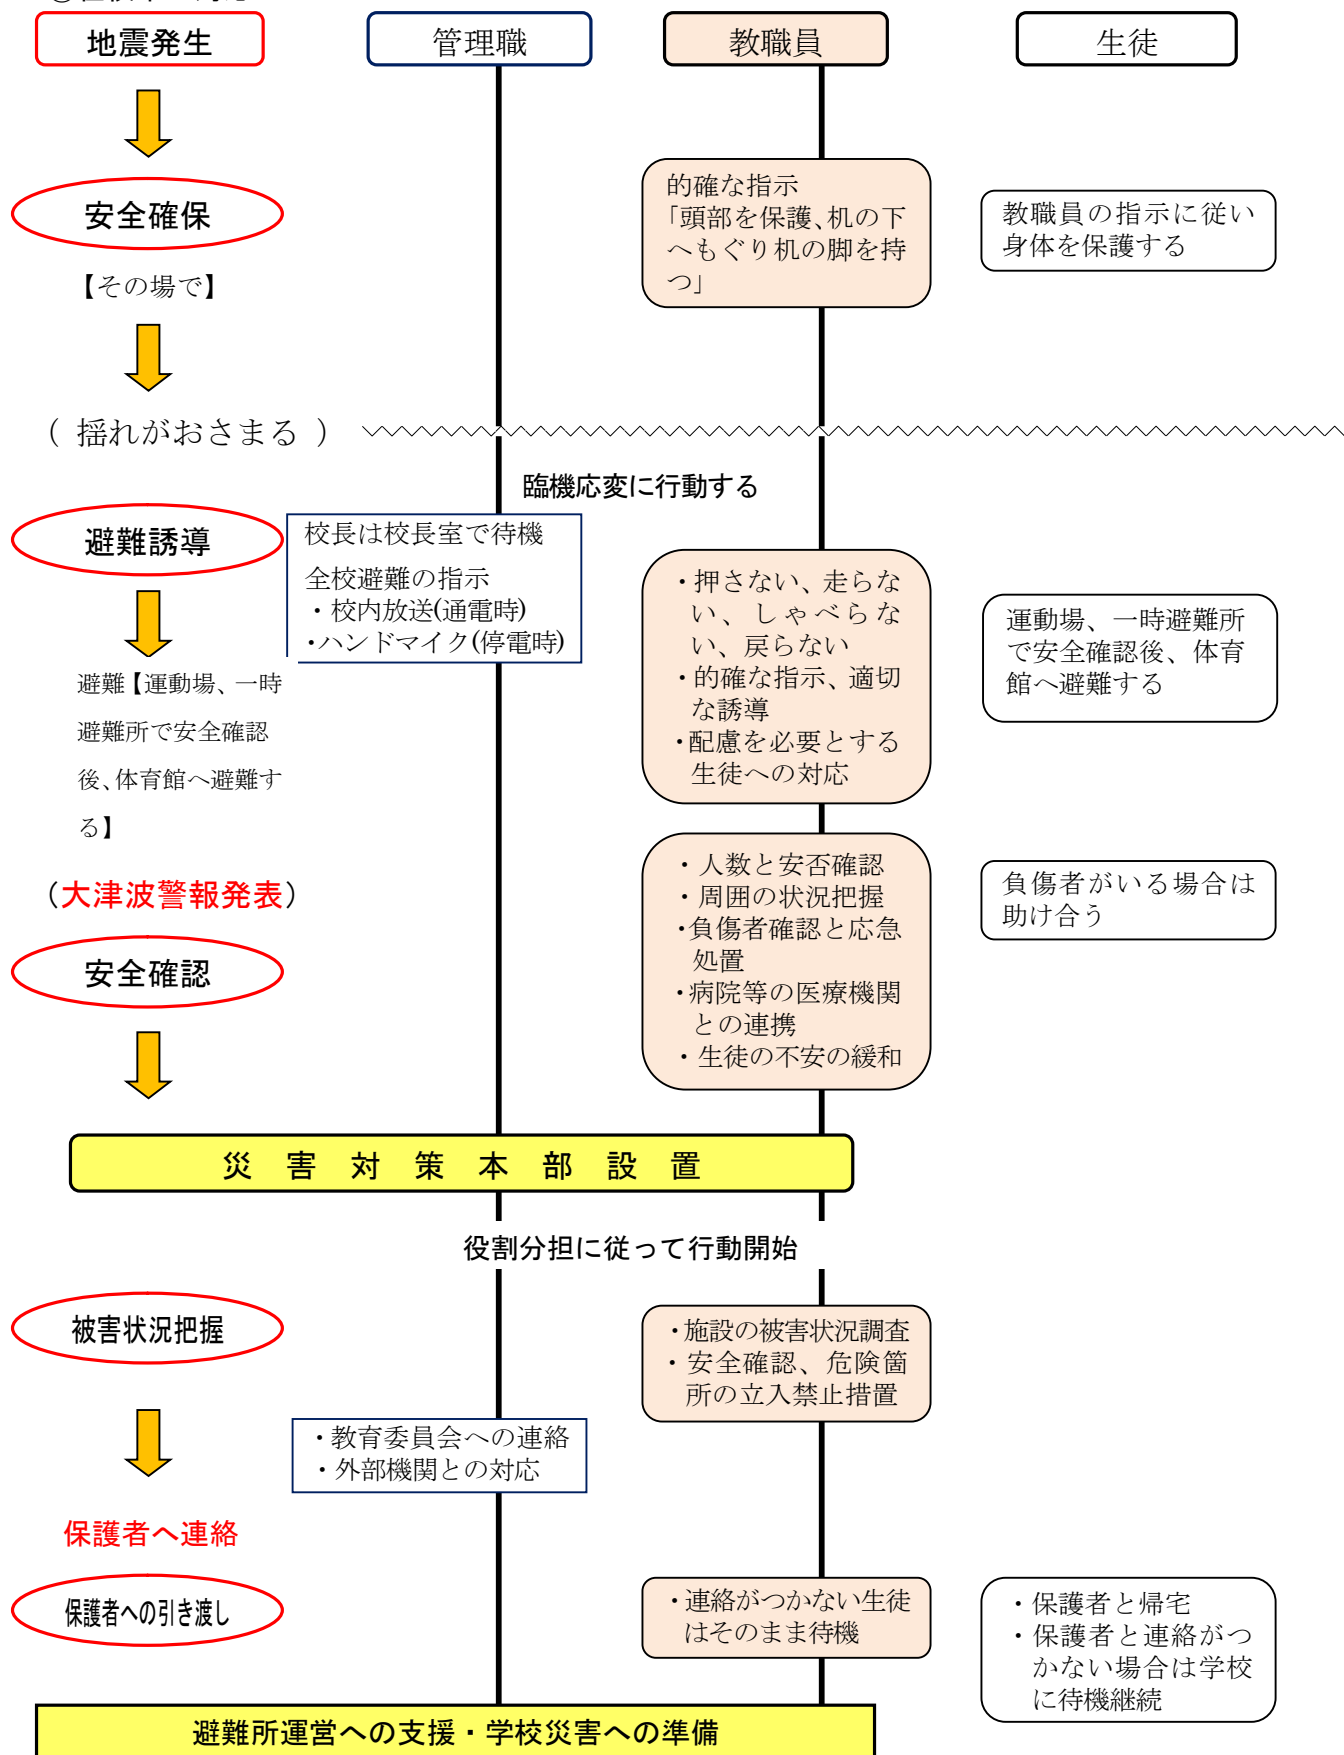 地震発生
管理職
教職員
生徒
安全確保
【その場で】
的確な指示
「頭部を保護、机の下
へもぐり机の脚を持
つ」
教職員の指示に従い
身体を保護する
（ 揺れがおさまる ）
臨機応変に行動する
避難誘導
校長は校長室で待機
全校避難の指示
・校内放送(通電時)
・ハンドマイク(停電時)
・押さない、走らな
い、しゃべらな
い、戻らない
・的確な指示、適切
な誘導
・配慮を必要とする
生徒への対応
運動場、一時避難所
で安全確認後、体育
館へ避難する
避難【運動場、一時
避難所で安全確認
後、体育館へ避難す
る】
（大津波警報発表）
安全確認
・人数と安否確認
・周囲の状況把握
・負傷者確認と応急
処置
・病院等の医療機関
との連携
・生徒の不安の緩和
負傷者がいる場合は
助け合う
災害対策本部設置
役割分担に従って行動開始
被害状況把握
・施設の被害状況調査
・安全確認、危険箇
所の立入禁止措置
・教育委員会への連絡
・外部機関との対応
保護者へ連絡
保護者への引き渡し
・連絡がつかない生徒
はそのまま待機
・保護者と帰宅
・保護者と連絡がつ
かない場合は学校
に待機継続
避難所運営への支援・学校災害への準備